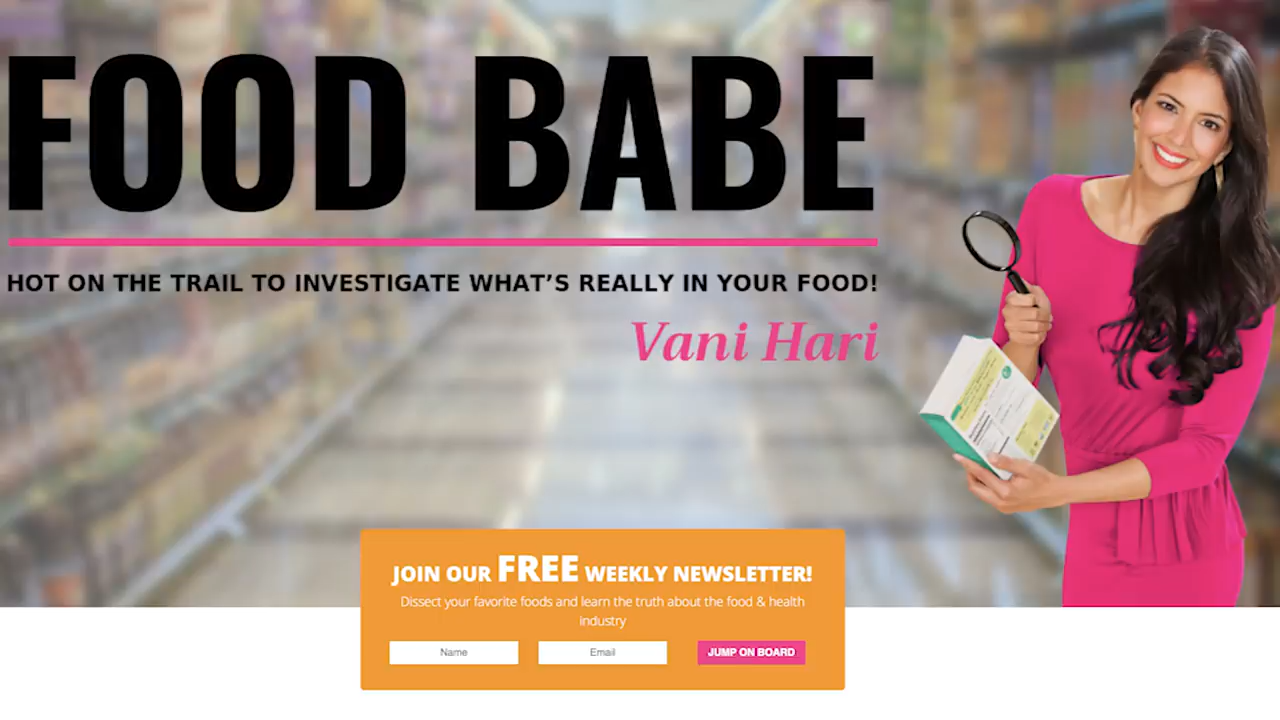 FOOD BABE
HOT ON THE TRAIL TO INVESTIGATE WHAT’S REALLY IN YOUR FOOD!
Vani Hari
JOIN OUR FREE WEEKLY NEWSLETTER!
Dissect your favorite foods and learn the truth about the food & health
industry
Name
Email
JUMP ON BOARD